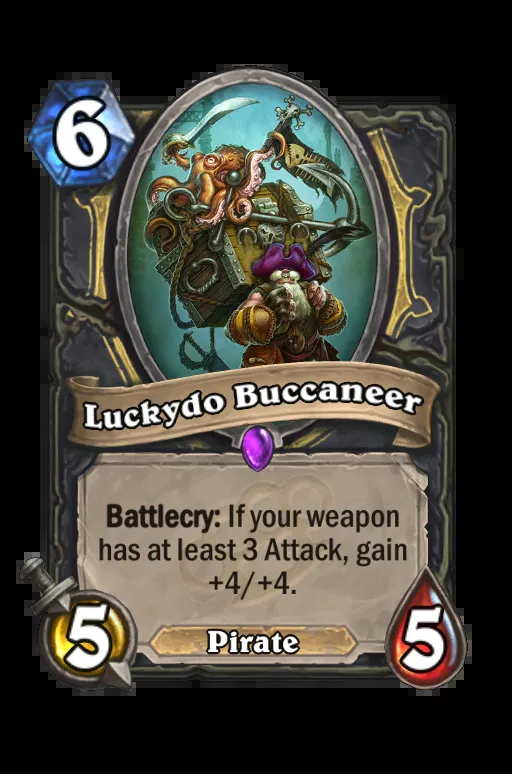 6
Luckydo Buccaneer
Battlecry: If your weapon
has at least 3 Attack, gain
+4/+4.
5
Pirate
5